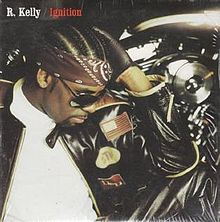 R. Kelly / Ignition